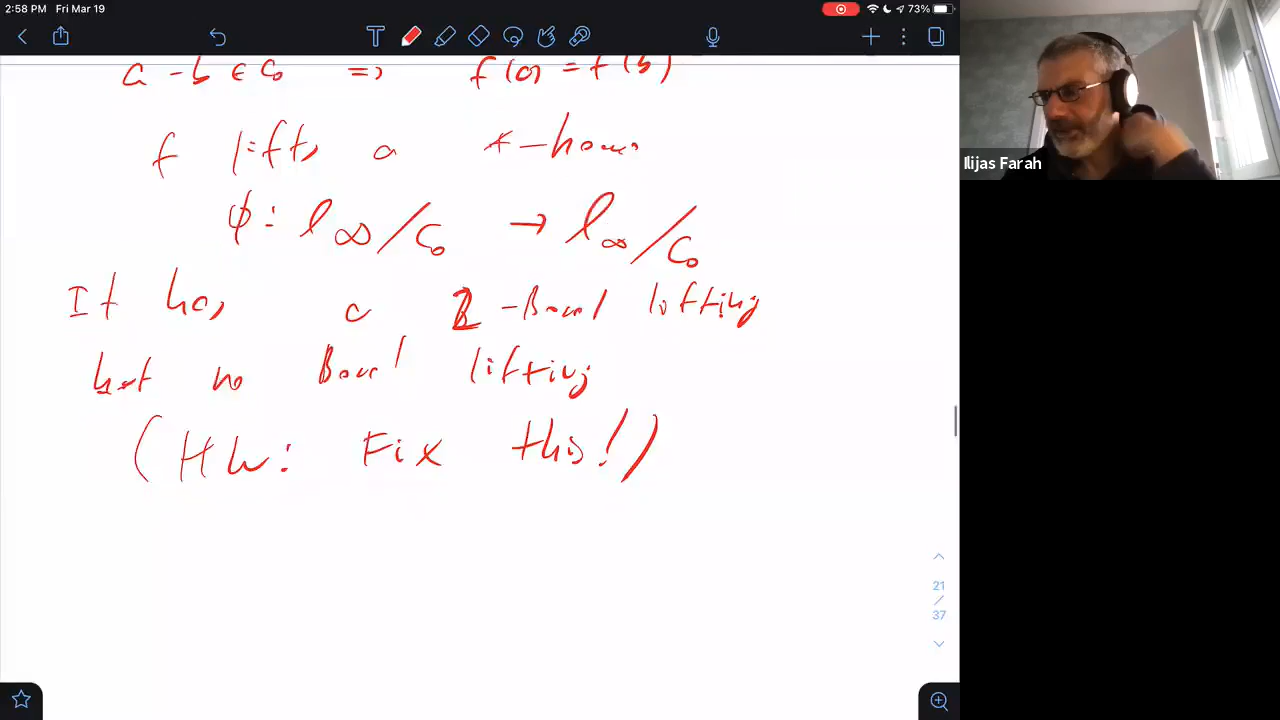 2:58 PM Fri Mar 19
73%
a - b ∈ c₀ ⇒ f(a) = f(b)
f lifts a *-hom.
ϕ: l∞/c₀ → l∞/c₀
It has a 2-Borel lifting
but no Borel lifting
(HW: Fix this!)
21
/
37
Ilijas Farah